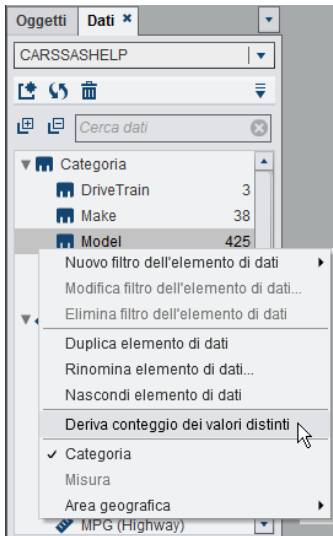 Oggetti Dati
CARSSASHELP
Cerca dati
Categoria
DriveTrain 3
Make 38
Model 425
Nuovo filtro dell'elemento di dati
Modifica filtro dell'elemento di dati...
Elimina filtro dell'elemento di dati
Duplica elemento di dati
Rinomina elemento di dati...
Nascondi elemento di dati
Deriva conteggio dei valori distinti
Categoria
Misura
Area geografica
MPG (Highway)